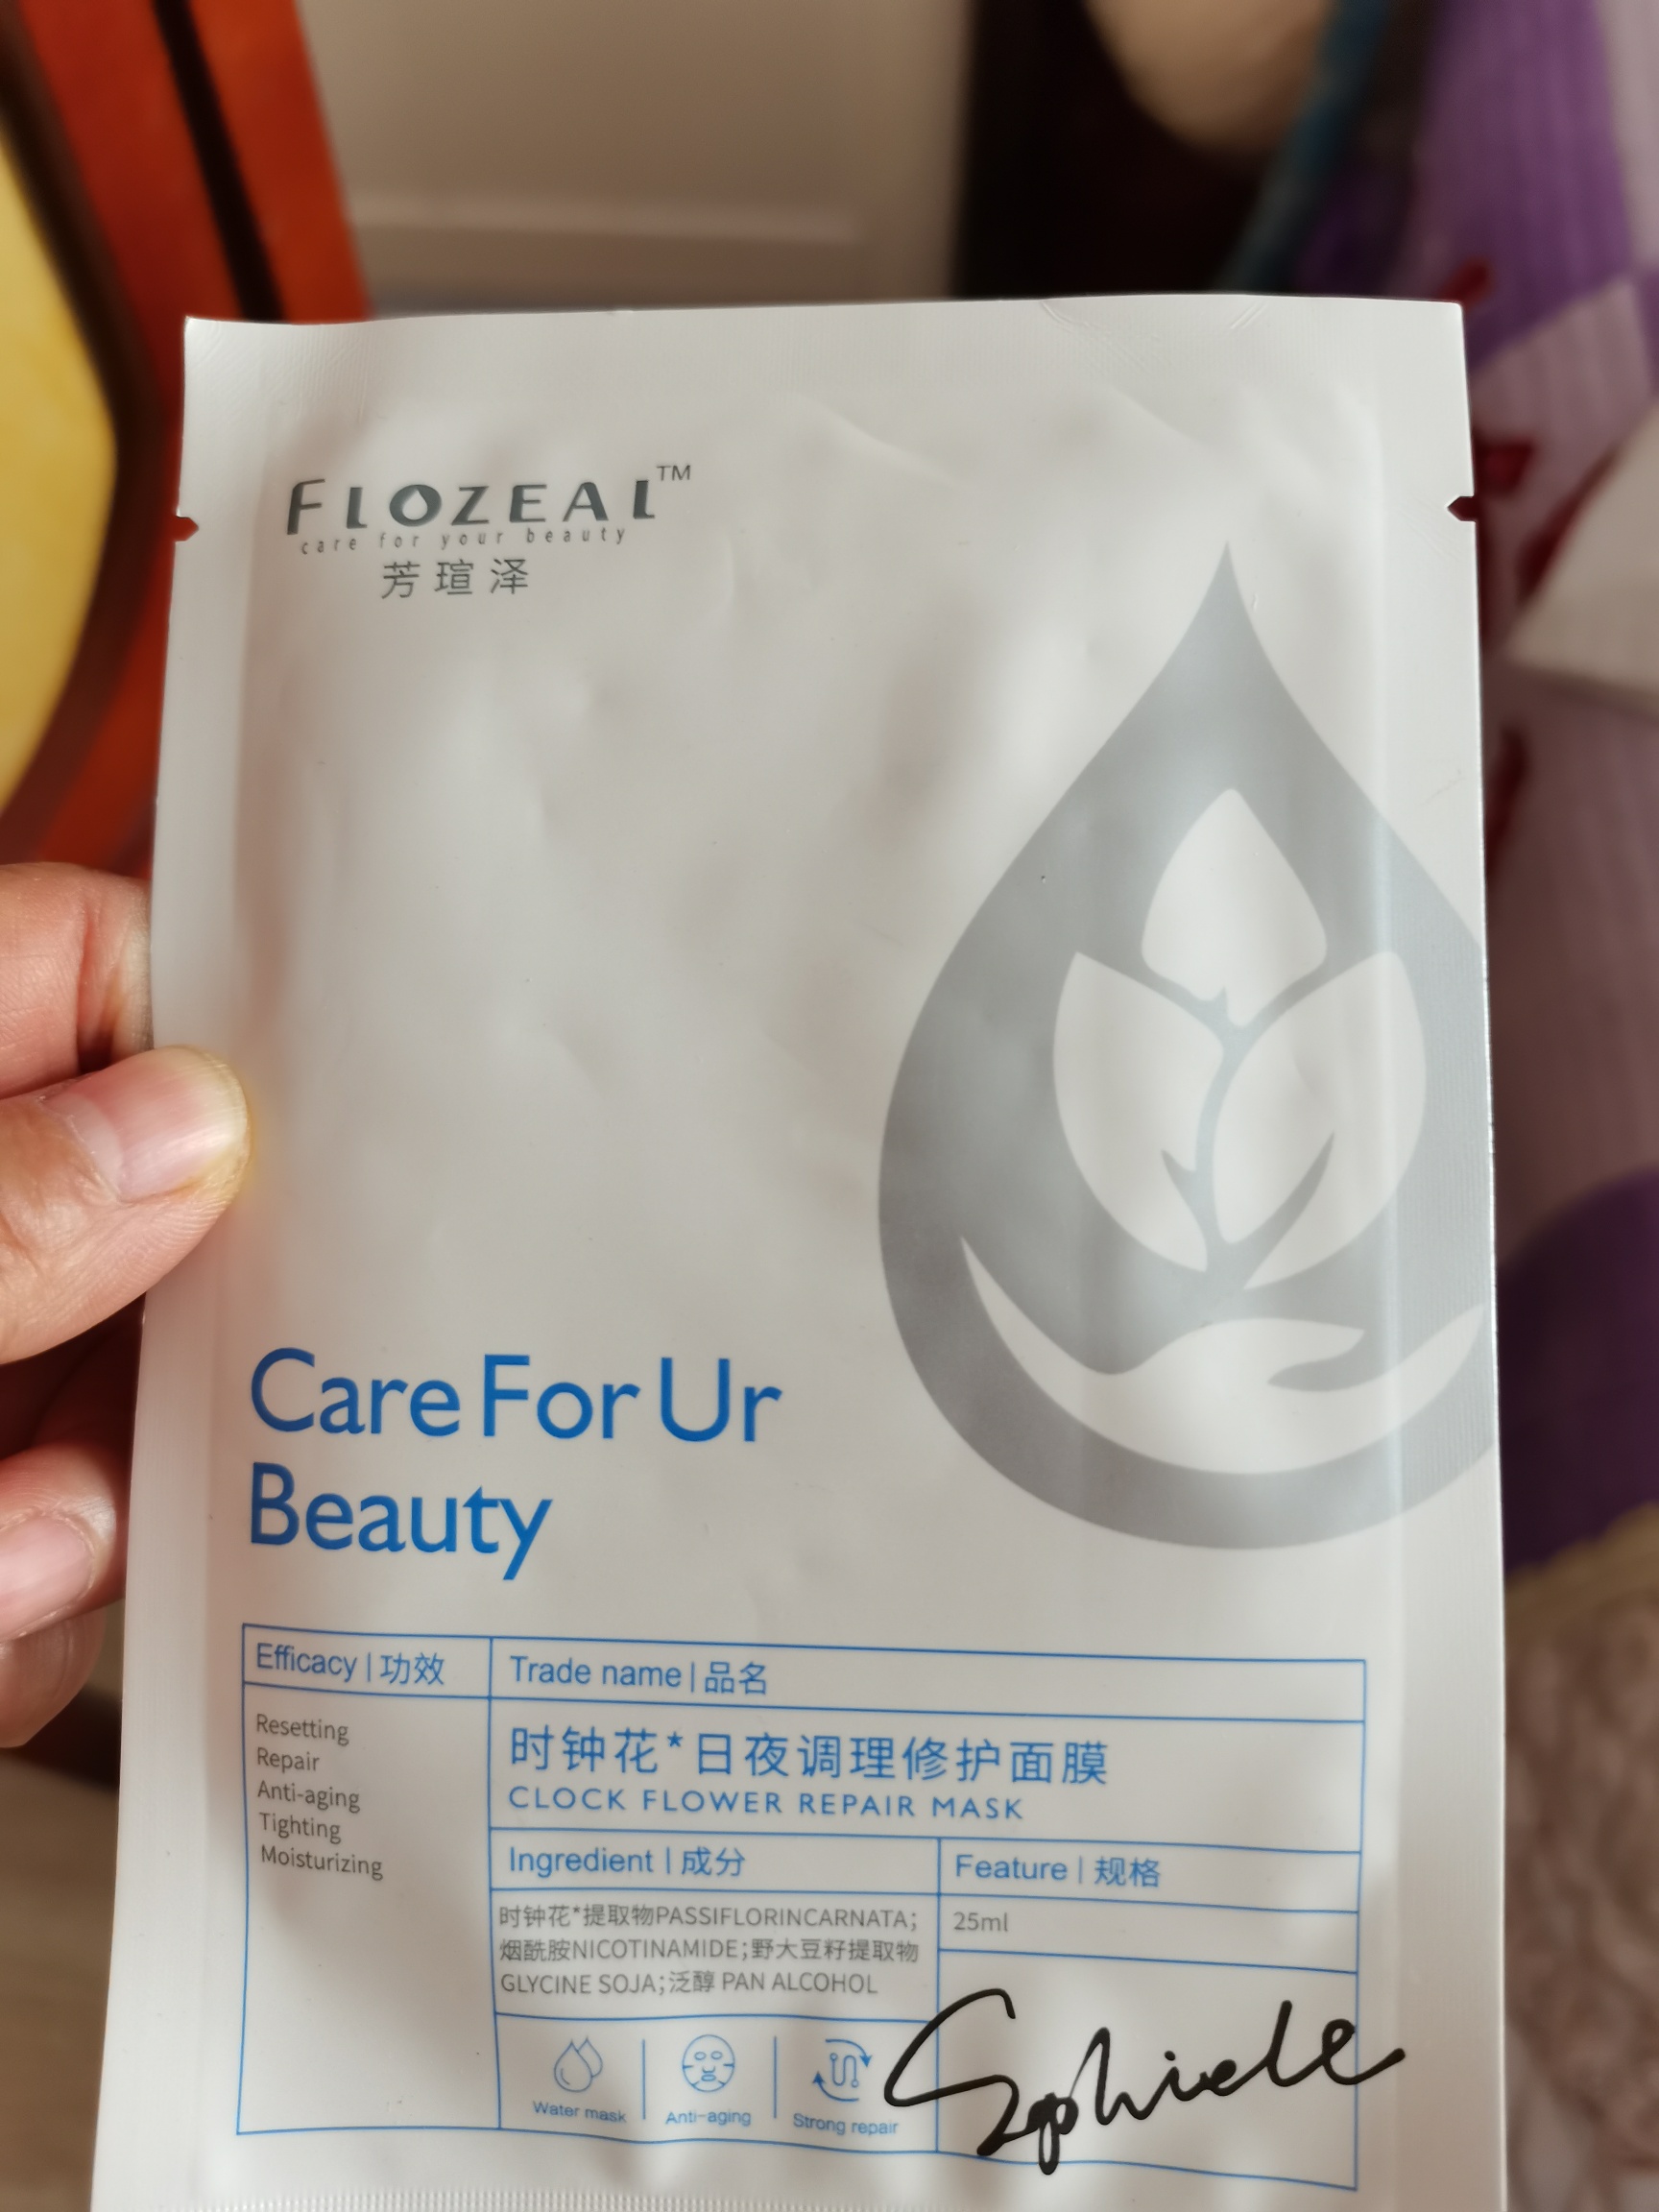 FLOZEAL™
care for your beauty
芳瑄泽
Care For Ur
Beauty
Efficacy | 功效
Resetting
Repair
Anti-aging
Tighting
Moisturizing
Trade name | 品名
时钟花*日夜调理修护面膜
CLOCK FLOWER REPAIR MASK
Ingredient | 成分
时钟花*提取物PASSIFLORINCARNATA;
烟酰胺NICOTINAMIDE;野大豆籽提取物
GLYCINE SOJA;泛醇 PAN ALCOHOL
Feature | 规格
25ml
Water mask
Anti-aging
Strong repair